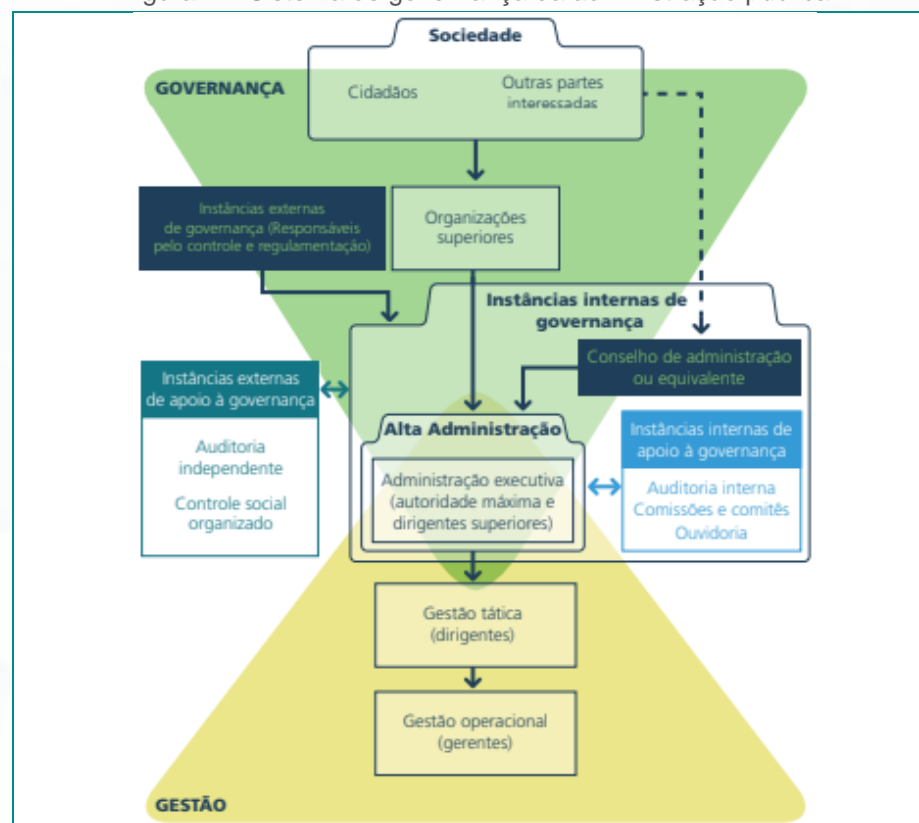 Sociedade
GOVERNANÇA
Cidadãos
Outras partes
interessadas
Instâncias externas
de governança (Responsáveis
pelo controle e regulamentação)
Organizações
superiores
Instâncias internas de
governança
Conselho de administração
ou equivalente
Instâncias externas
de apoio à governança
Auditoria
independente
Controle social
organizado
Alta Administração
Administração executiva
(autoridade máxima e
dirigentes superiores)
Instâncias internas de
apoio à governança
Auditoria interna
Comissões e comitês
Ouvidoria
Gestão tática
(dirigentes)
Gestão operacional
(gerentes)
GESTÃO